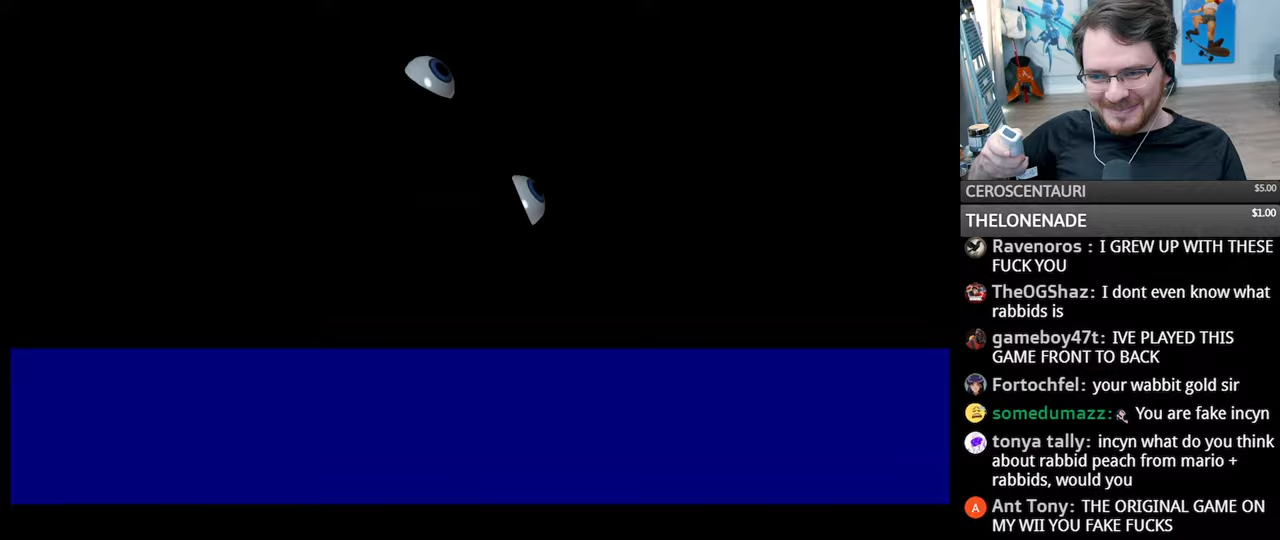 CEROSCENTAURI $5.00
THELONENADE $1.00
Ravenoros : I GREW UP WITH THESE
FUCK YOU
TheOGShaz: I dont even know what
rabbids is
gameboy47t: IVE PLAYED THIS
GAME FRONT TO BACK
Fortochfel: your wabbit gold sir
somedumazz: You are fake incyn
tonya tally: incyn what do you think
about rabbid peach from mario +
rabbids, would you
A Ant Tony: THE ORIGINAL GAME ON
MY WII YOU FAKE FUCKS